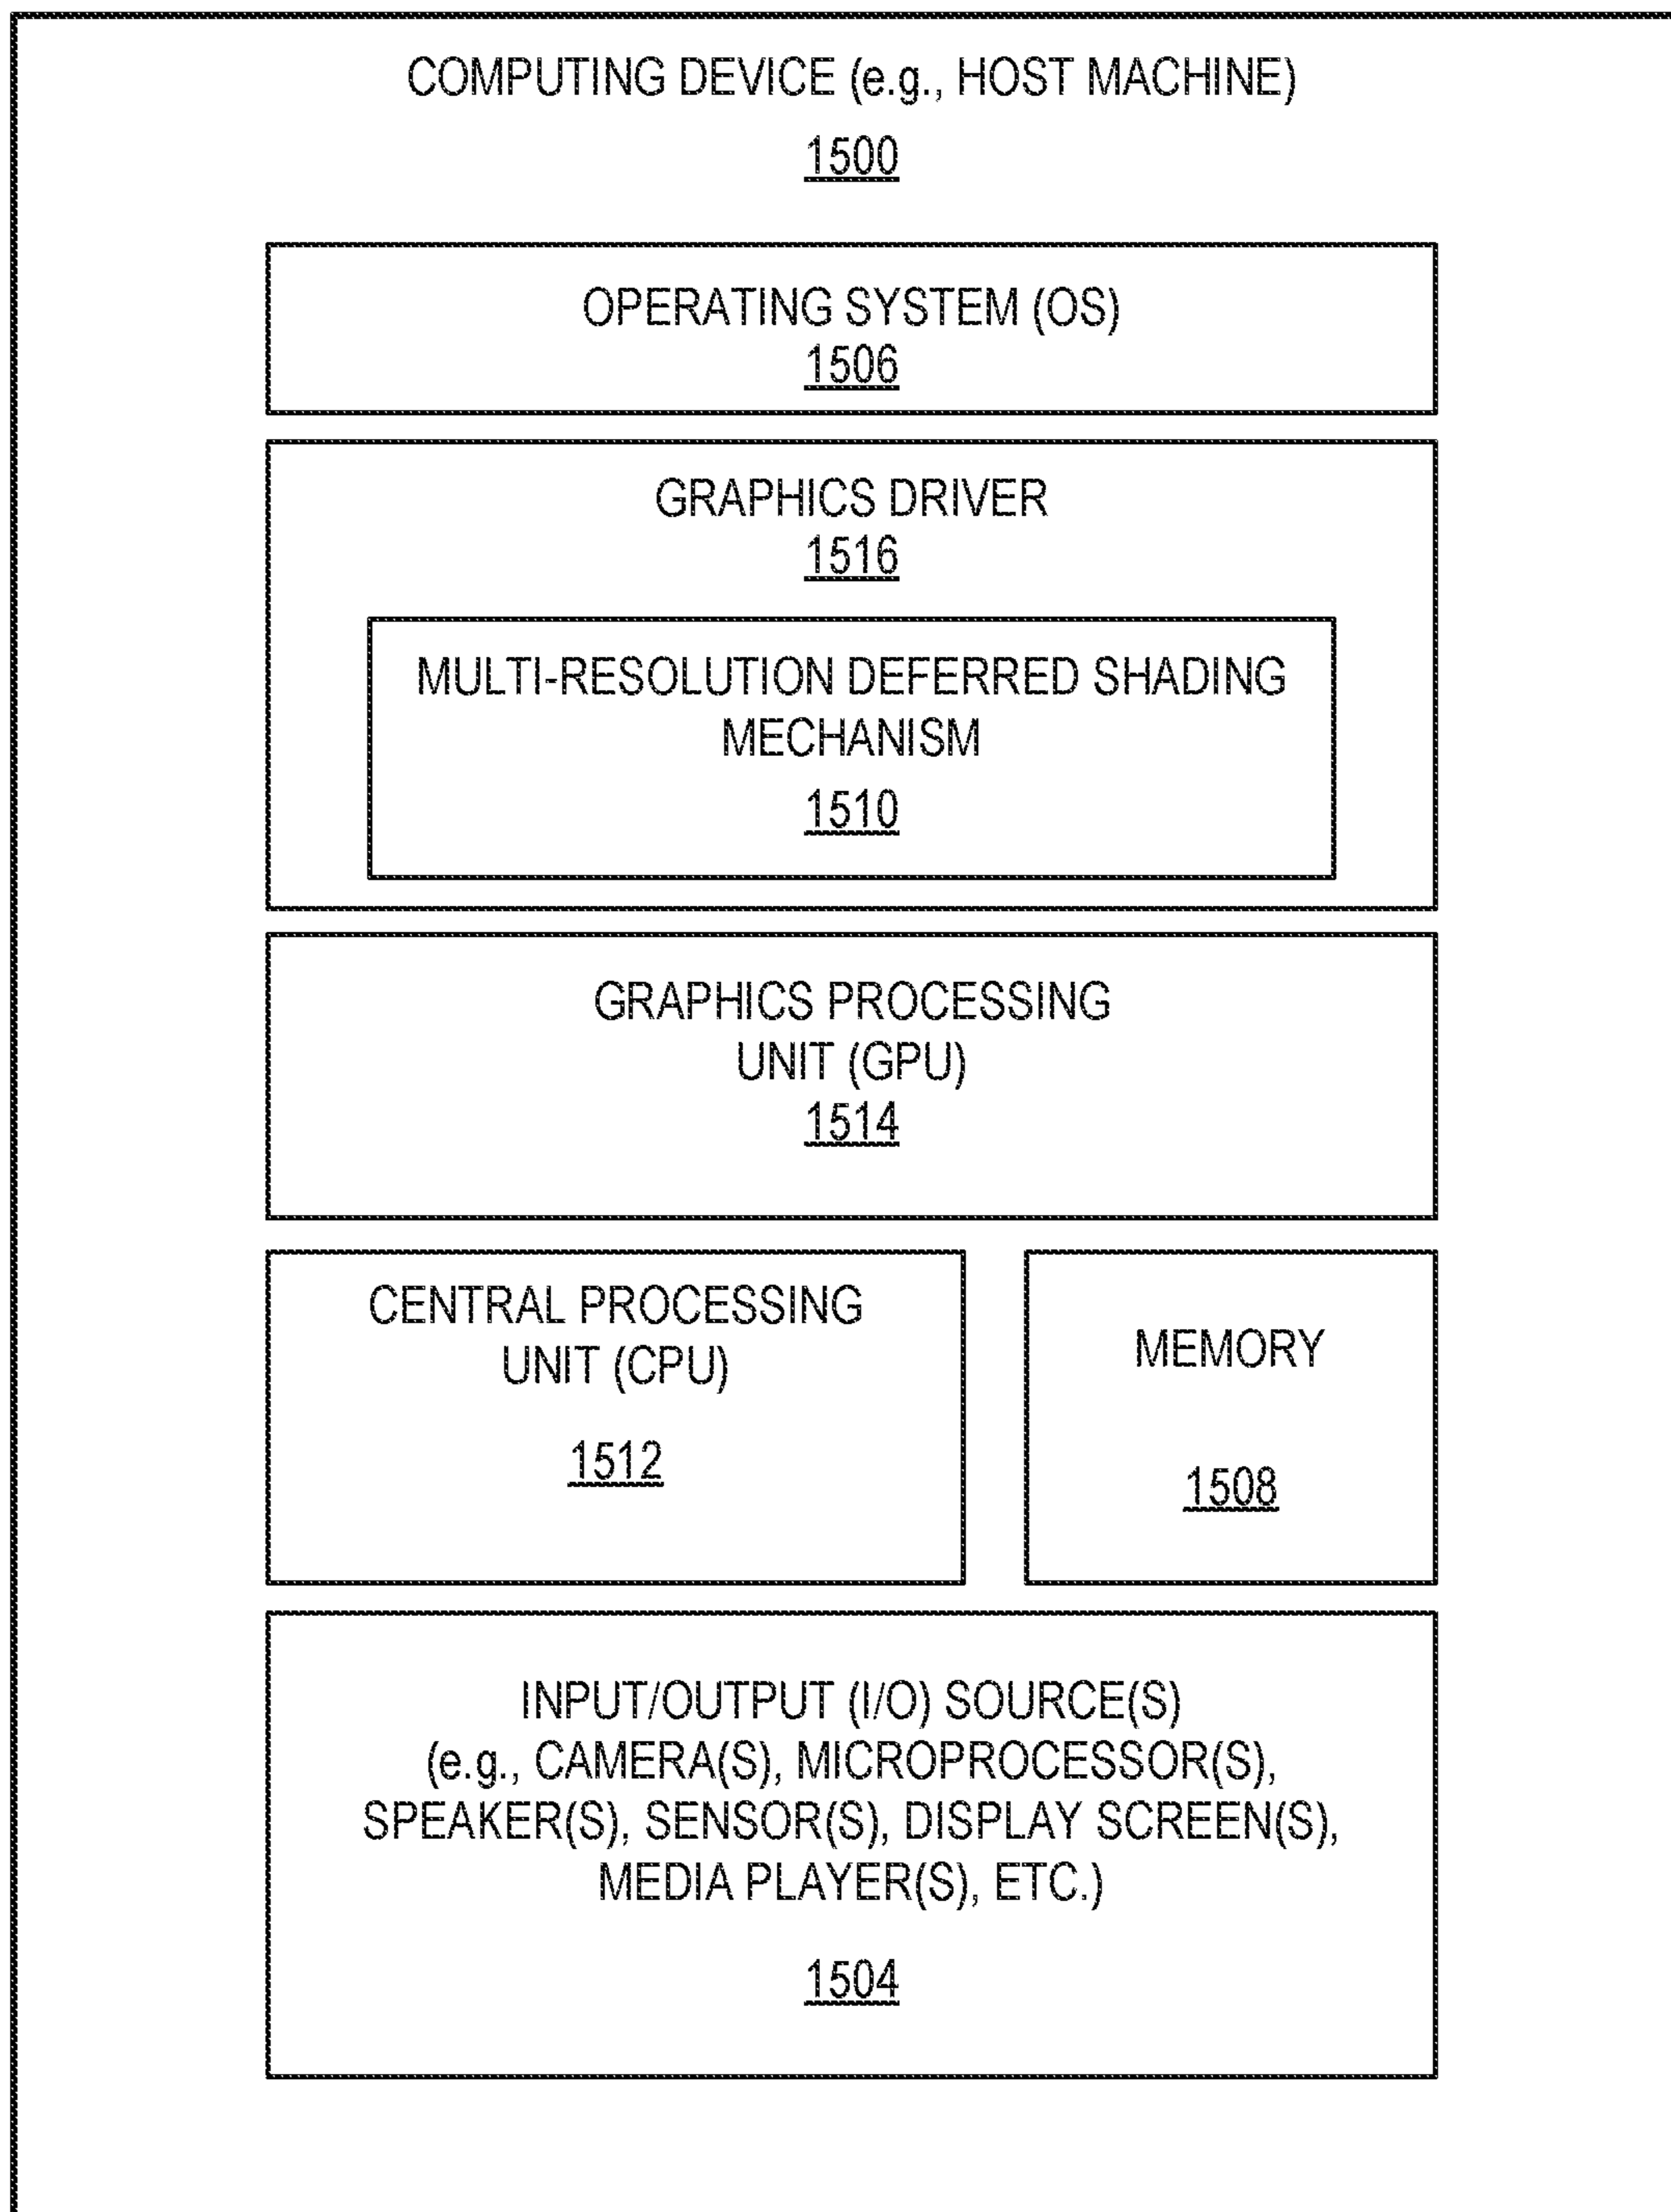 COMPUTING DEVICE (e.g., HOST MACHINE)
1500
OPERATING SYSTEM (OS)
1506
GRAPHICS DRIVER
1516
MULTI-RESOLUTION DEFERRED SHADING
MECHANISM
1510
GRAPHICS PROCESSING
UNIT (GPU)
1514
CENTRAL PROCESSING
UNIT (CPU)
1512
MEMORY
1508
INPUT/OUTPUT (I/O) SOURCE(S)
(e.g., CAMERA(S), MICROPROCESSOR(S),
SPEAKER(S), SENSOR(S), DISPLAY SCREEN(S),
MEDIA PLAYER(S), ETC.)
1504